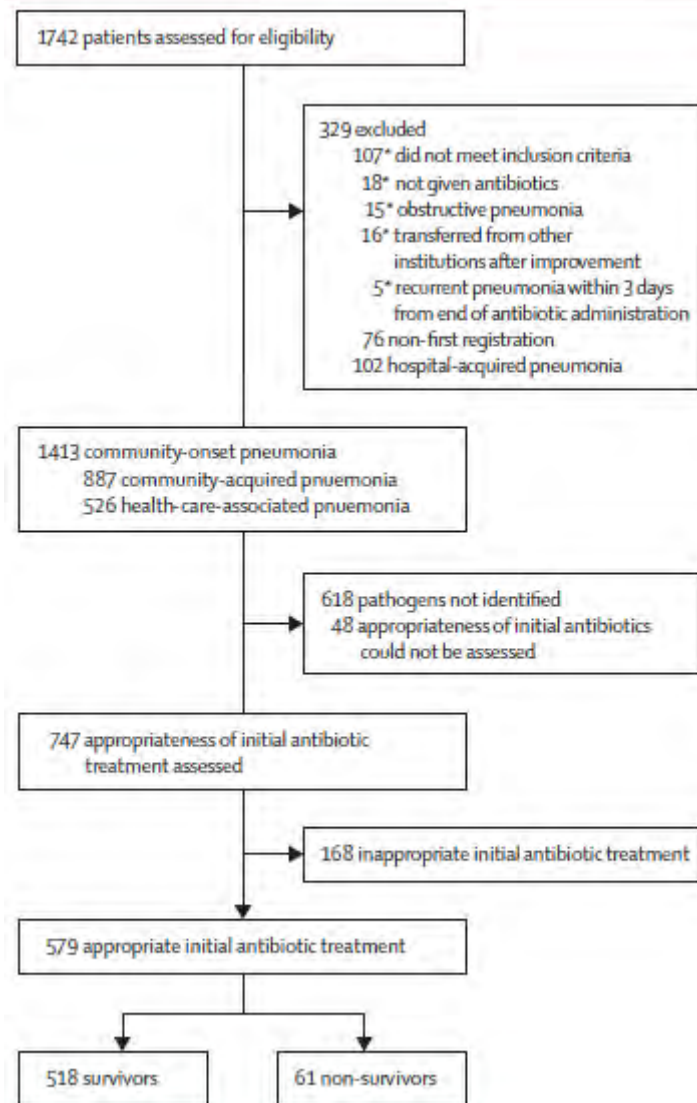 1742 patients assessed for eligibility
329 excluded
107* did not meet inclusion criteria
18* not given antibiotics
15* obstructive pneumonia
16* transferred from other
institutions after improvement
5* recurrent pneumonia within 3 days
from end of antibiotic administration
76 non-first registration
102 hospital-acquired pneumonia
1413 community-onset pneumonia
887 community-acquired pnuemonia
526 health-care-associated pnuemonia
618 pathogens not identified
48 appropriateness of initial antibiotics
could not be assessed
747 appropriateness of initial antibiotic
treatment assessed
168 inappropriate initial antibiotic treatment
579 appropriate initial antibiotic treatment
518 survivors
61 non-survivors